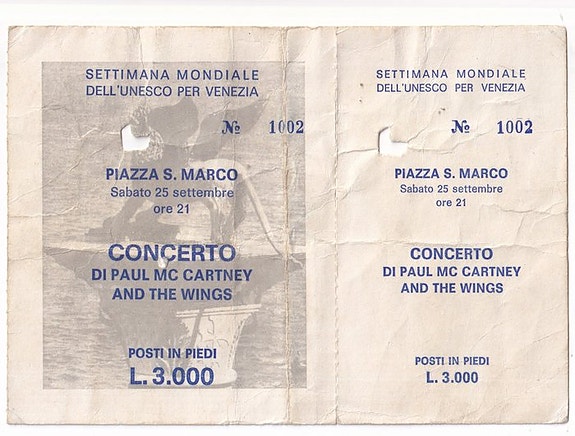 SETTIMANA MONDIALE
DELL'UNESCO PER VENEZIA
№ 1002
PIAZZA S. MARCO
Sabato 25 settembre
ore 21
CONCERTO
DI PAUL MC CARTNEY
AND THE WINGS
POSTI IN PIEDI
L. 3.000
SETTIMANA MONDIALE
DELL'UNESCO PER VENEZIA
№ 1002
PIAZZA S. MARCO
Sabato 25 settembre
ore 21
CONCERTO
DI PAUL MC CARTNEY
AND THE WINGS
POSTI IN PIEDI
L. 3.000